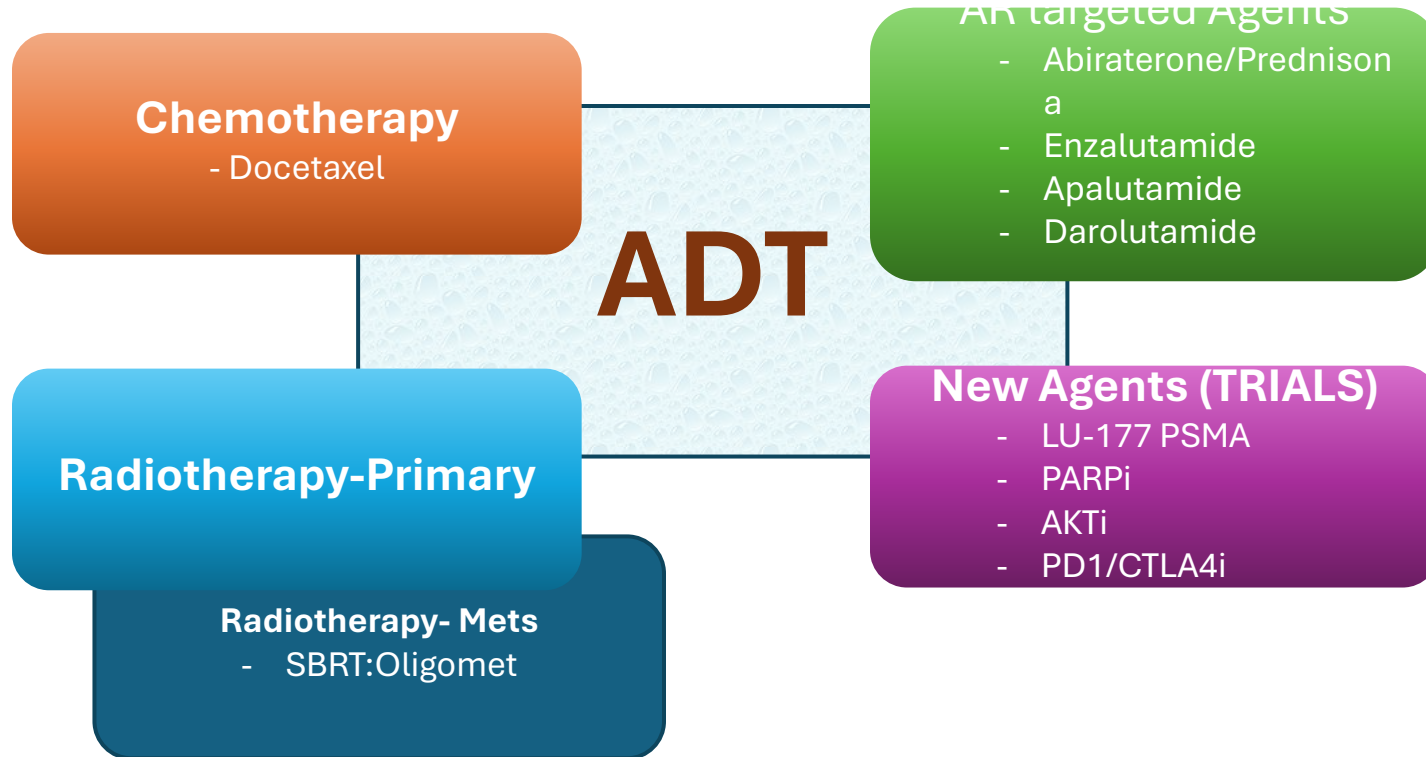 AR targeted Agents
- Abiraterone/Prednison
a
- Enzalutamide
- Apalutamide
- Darolutamide
Chemotherapy
- Docetaxel
ADT
New Agents (TRIALS)
- LU-177 PSMA
- PARPi
- AKTi
- PD1/CTLA4i
Radiotherapy-Primary
Radiotherapy- Mets
- SBRT:Oligomet